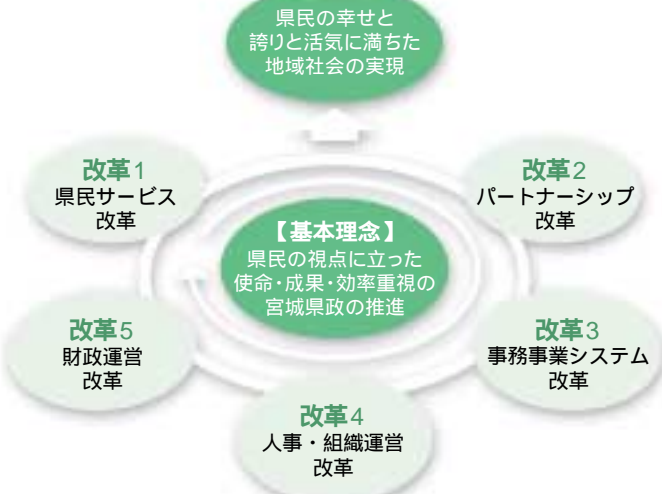 県民の幸せと
誇りと活気に満ちた
地域社会の実現
改革1
県民サービス
改革
改革2
パートナーシップ
改革
【基本理念】
県民の視点に立った
使命・成果・効率重視の
宮城県政の推進
改革5
財政運営
改革
改革3
事務事業システム
改革
改革4
人事・組織運営
改革